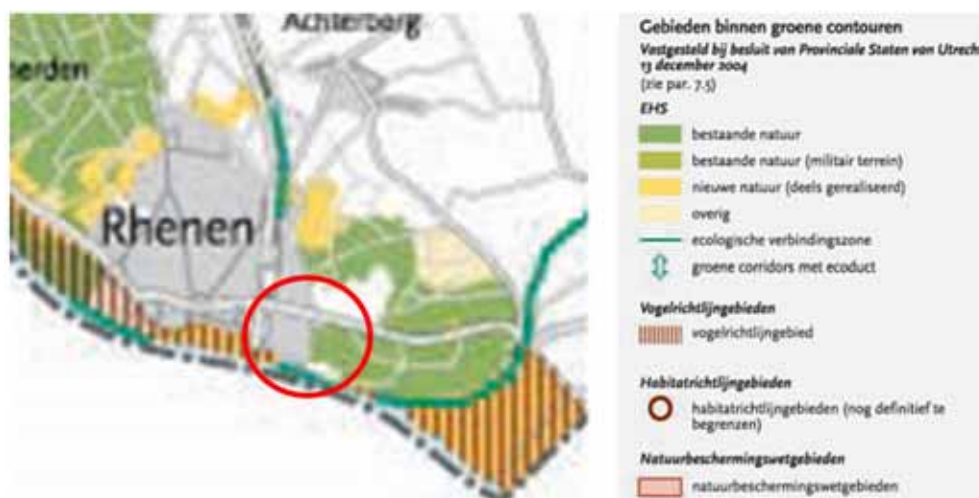 Achterberg
erden
Rhenen
Gebieden binnen groene contouren
Vastgesteld bij besluit van Provinciale Staten van Utrech
13 december 2004
(zie par. 7.5)
EHS
bestaande natuur
bestaande natuur (militair terrein)
nieuwe natuur (deels gerealiseerd)
overig
ecologische verbindingszone
groene corridors met ecoduct
Vogelrichtlijngebieden
vogelrichtlijngebied
Habitatrichtlijngebieden
habitatrichtlijngebieden (nog definitief te
begrenzen)
Natuurbeschermingswetgebieden
natuurbeschermingswetgebieden